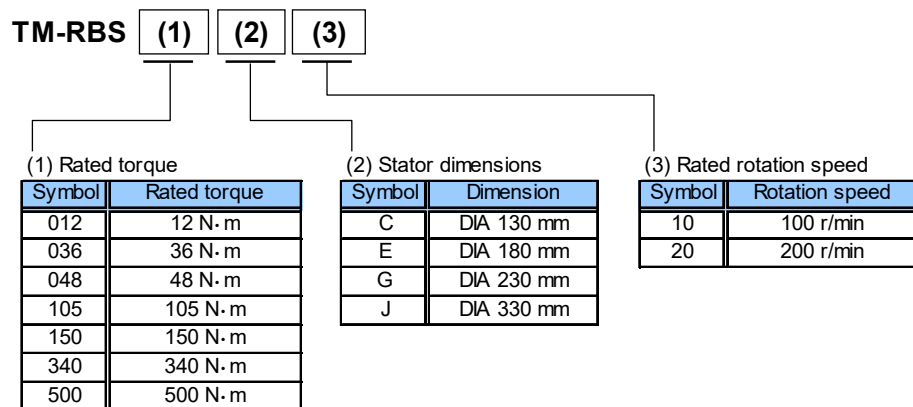 TM-RBS (1) (2) (3)
(1) Rated torque
Symbol Rated torque
012 12 N·m
036 36 N·m
048 48 N·m
105 105 N·m
150 150 N·m
340 340 N·m
500 500 N·m
(2) Stator dimensions
Symbol Dimension
C DIA 130 mm
E DIA 180 mm
G DIA 230 mm
J DIA 330 mm
(3) Rated rotation speed
Symbol Rotation speed
10 100 r/min
20 200 r/min